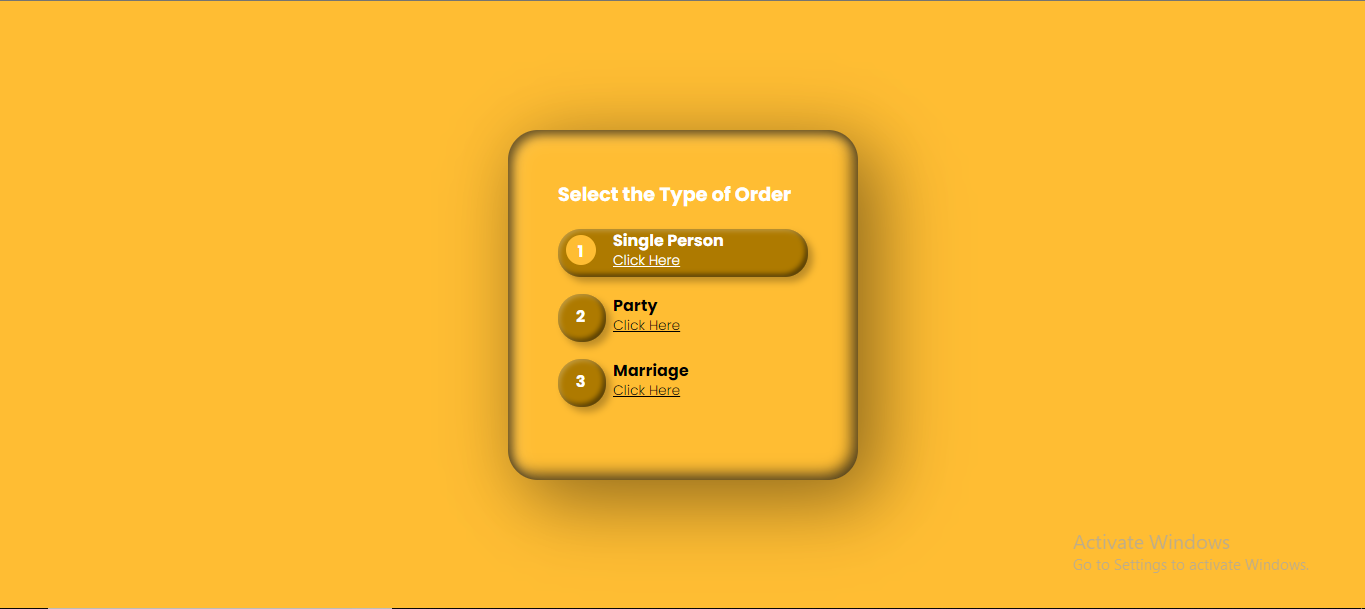 Select the Type of Order
1
Single Person
Click Here
2
Party
Click Here
3
Marriage
Click Here
Activate Windows
Go to Settings to activate Windows.